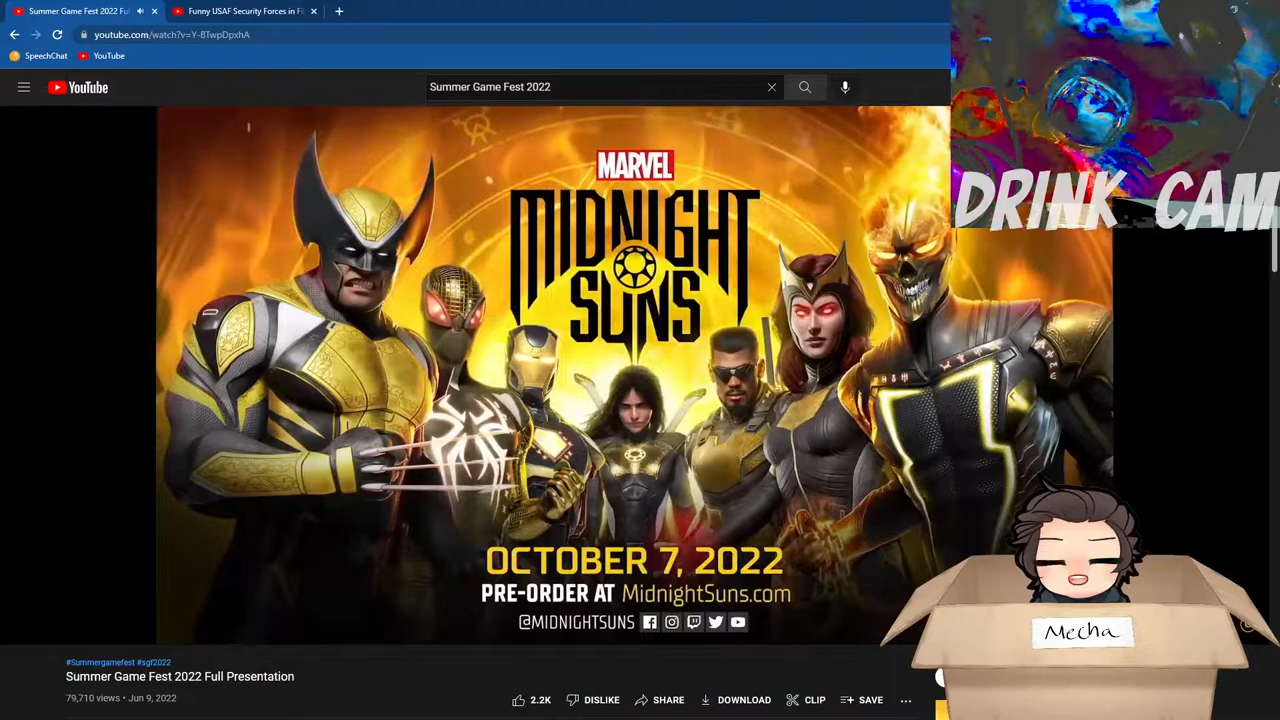 Summer Game Fest 2022 Ful
Funny USAF Security Forces in F
youtube.com/watch?v=Y-BTwpDpxhA
SpeechChat
YouTube
YouTube
Summer Game Fest 2022
DRINK CAM
MARVEL
MIDNIGHT
SUNS
OCTOBER 7, 2022
PRE-ORDER AT MidnightSuns.com
@MIDNIGHTSUNS
Mecha
#Summergamefest #sgf2022
Summer Game Fest 2022 Full Presentation
79,710 views • Jun 9, 2022
2.2K DISLIKE SHARE DOWNLOAD CLIP SAVE